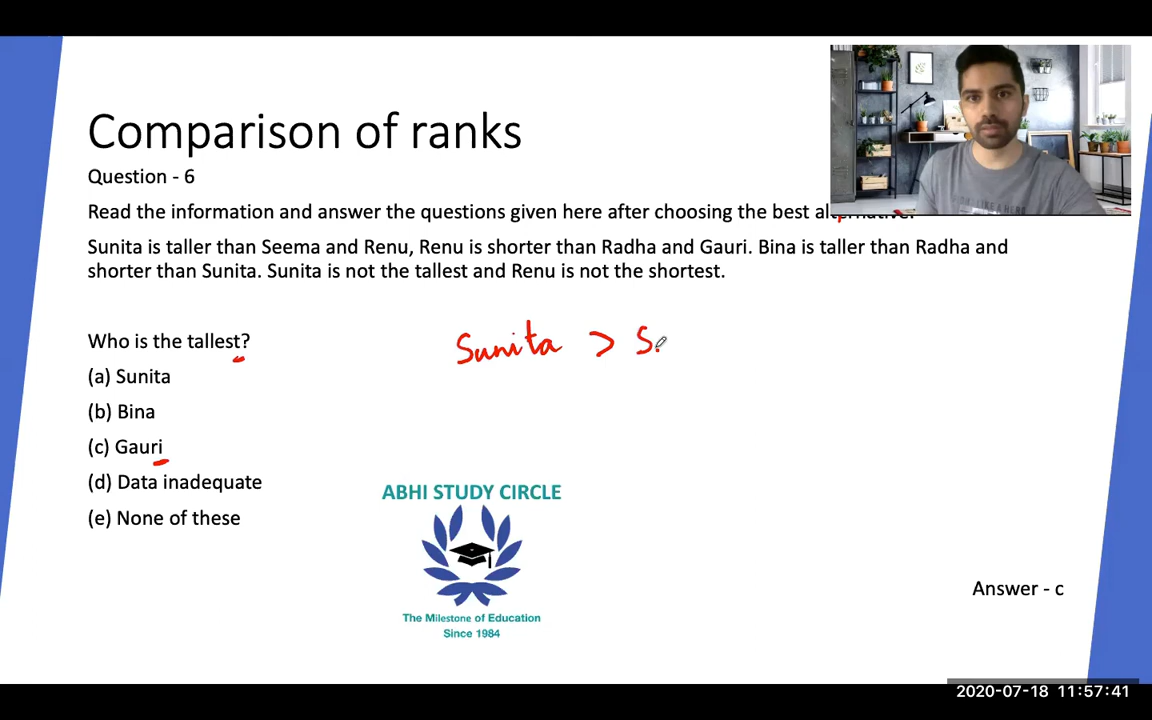 Comparison of ranks
Question - 6
Read the information and answer the questions given here after choosing the best
Sunita is taller than Seema and Renu, Renu is shorter than Radha and Gauri. Bina is taller than Radha and
shorter than Sunita. Sunita is not the tallest and Renu is not the shortest.
Who is the tallest?
Sunita > S
(a) Sunita
(b) Bina
(c) Gauri
(d) Data inadequate
(e) None of these
ABHI STUDY CIRCLE
The Milestone of Education
Since 1984
Answer - c
2020-07-18 11:57:41